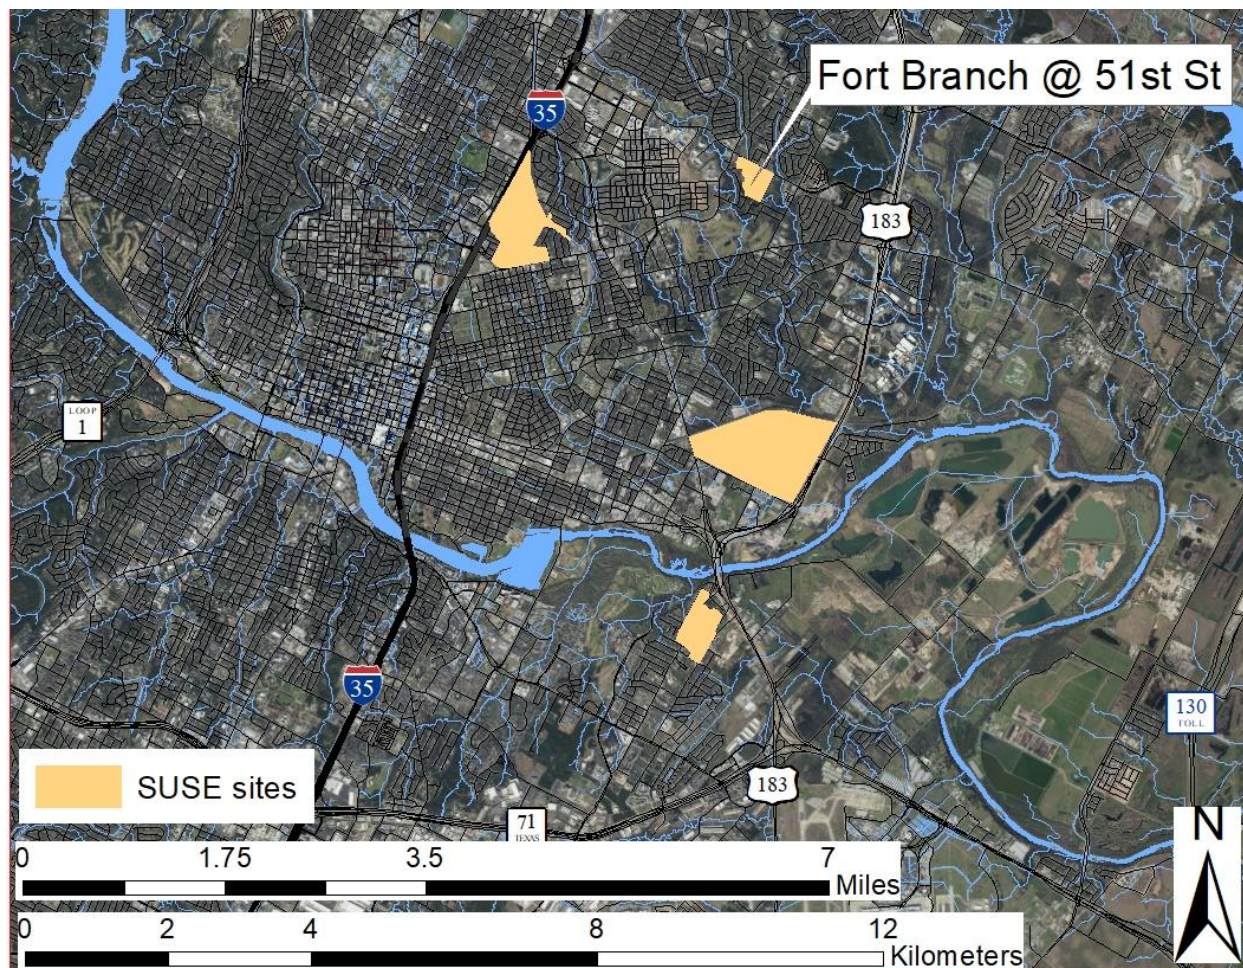 Fort Branch @ 51st St
35
183
LOOP
1
35
130
TOLL
SUSE sites
183
71
TEXAS
N
0 1.75 3.5 7
Miles
0 2 4 8 12
Kilometers